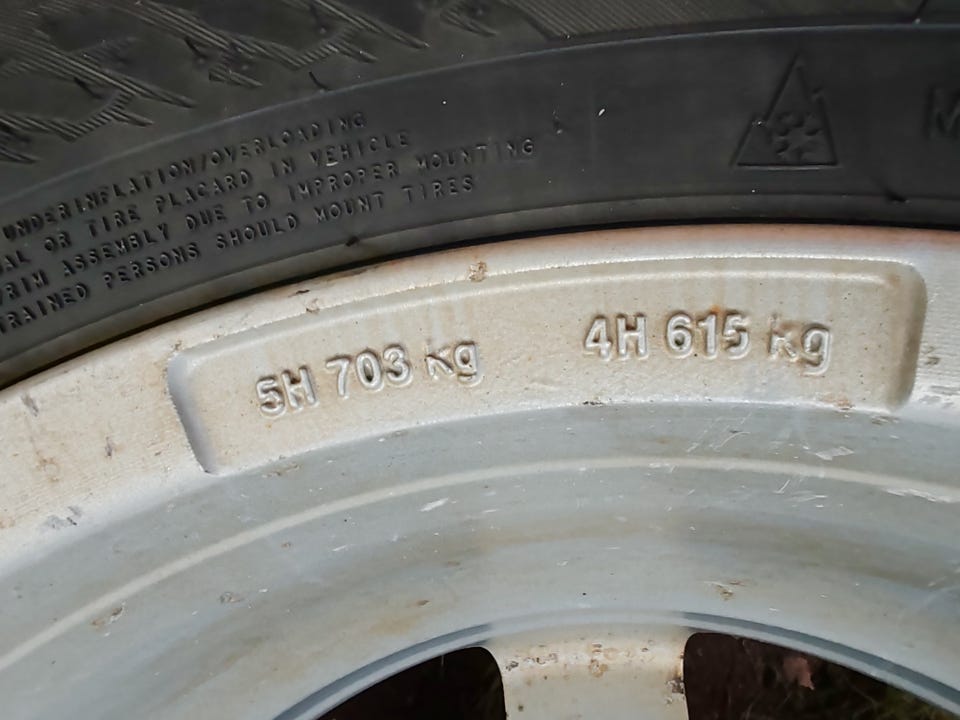 UNDERINFLATION/OVERLOADING
AL OR TIRE PLACARD IN VEHICLE
/RIM ASSEMBLY DUE TO IMPROPER MOUNTING
TRAINED PERSONS SHOULD MOUNT TIRES
M
5H 703 kg
4H 615 kg